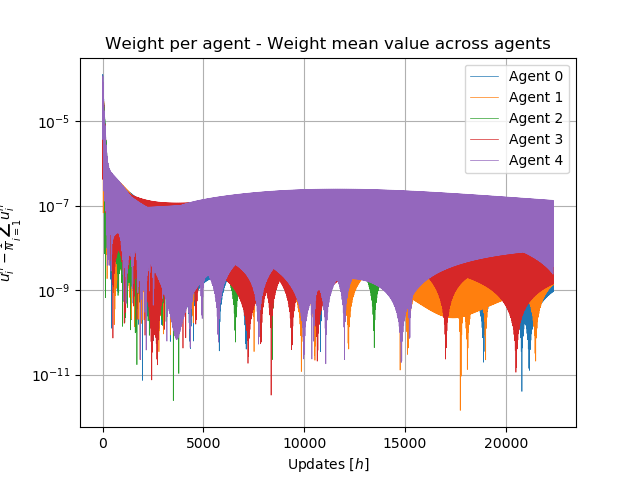 Weight per agent - Weight mean value across agents
Agent 0
Agent 1
Agent 2
Agent 3
Agent 4
10⁻⁵
10⁻⁷
10⁻⁹
10⁻¹¹
0
5000
10000
15000
20000
Updates [h]